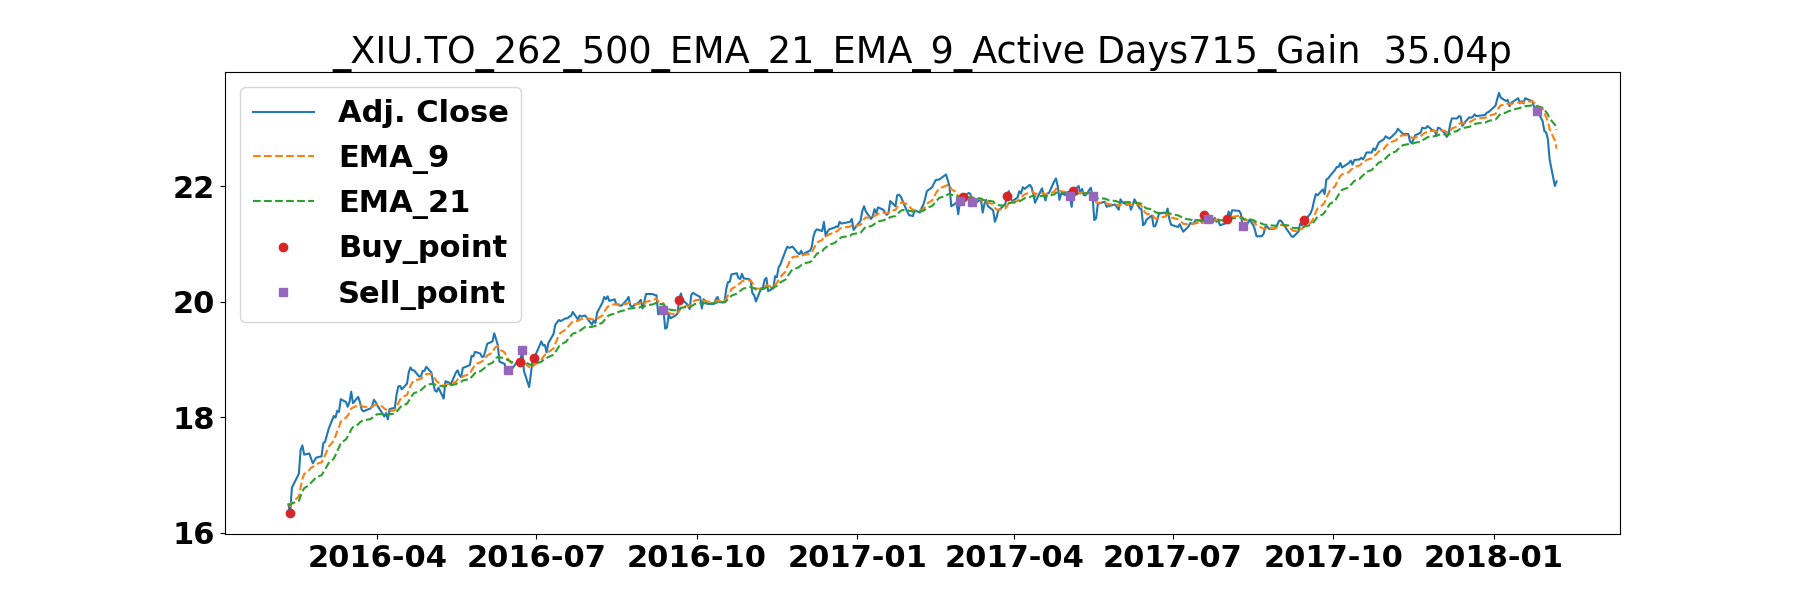 _XIU.TO_262_500_EMA_21_EMA_9_Active Days715_Gain  35.04p
Adj. Close
EMA_9
EMA_21
Buy_point
Sell_point
22
20
18
16
2016-04 2016-07 2016-10 2017-01 2017-04 2017-07 2017-10 2018-01